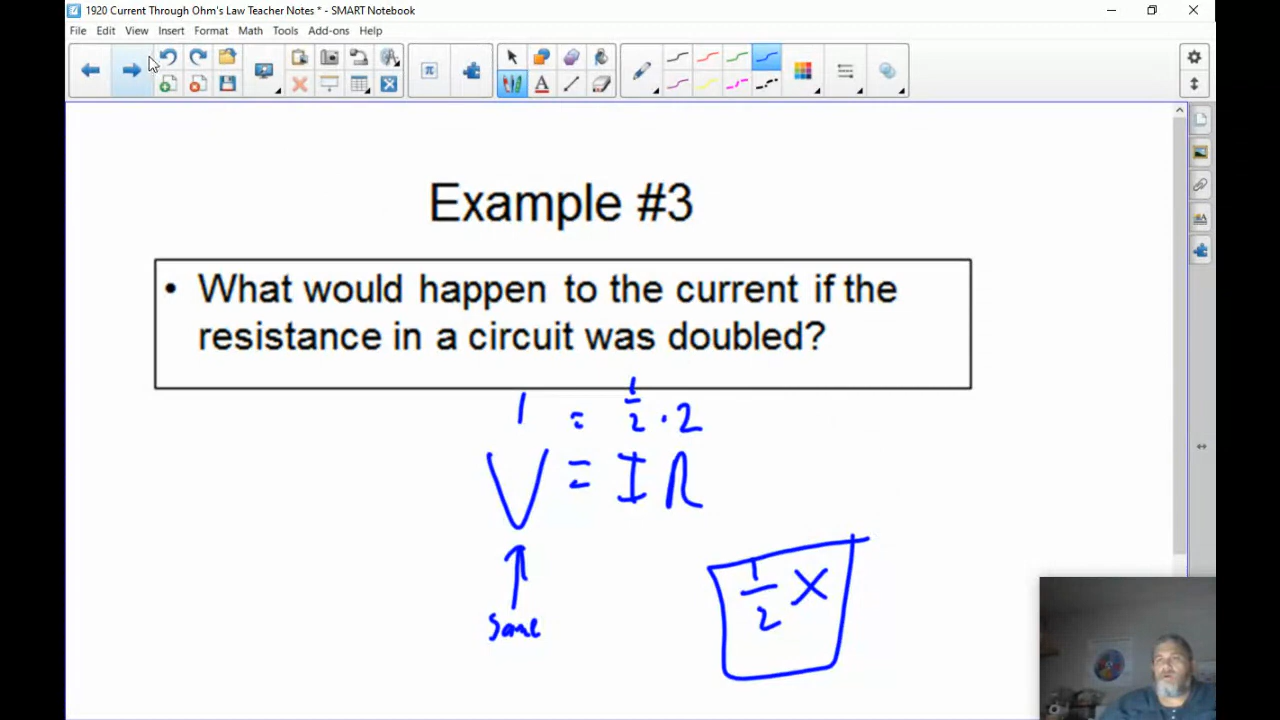 1920 Current Through Ohm's Law Teacher Notes * - SMART Notebook
File Edit View Insert Format Math Tools Add-ons Help
Example #3
• What would happen to the current if the
resistance in a circuit was doubled?
1 = 1/2 · 2
V = I R
Same
1/2 X